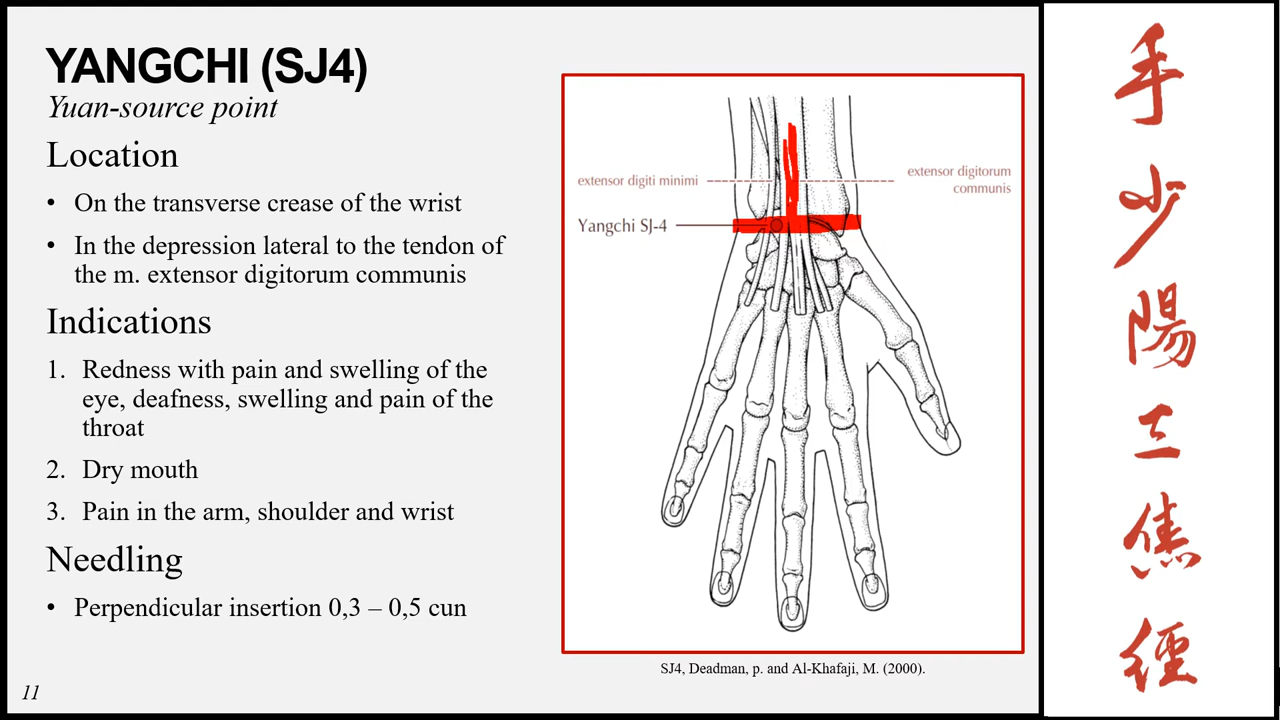 YANGCHI (SJ4)
Yuan-source point
Location
• On the transverse crease of the wrist
• In the depression lateral to the tendon of
the m. extensor digitorum communis
Indications
1. Redness with pain and swelling of the
eye, deafness, swelling and pain of the
throat
2. Dry mouth
3. Pain in the arm, shoulder and wrist
Needling
• Perpendicular insertion 0,3 – 0,5 cun
11
extensor digiti minimi
extensor digitorum
communis
Yangchi SJ-4
SJ4, Deadman, p. and Al-Khafaji, M. (2000).
手
少
陽
三
焦
經